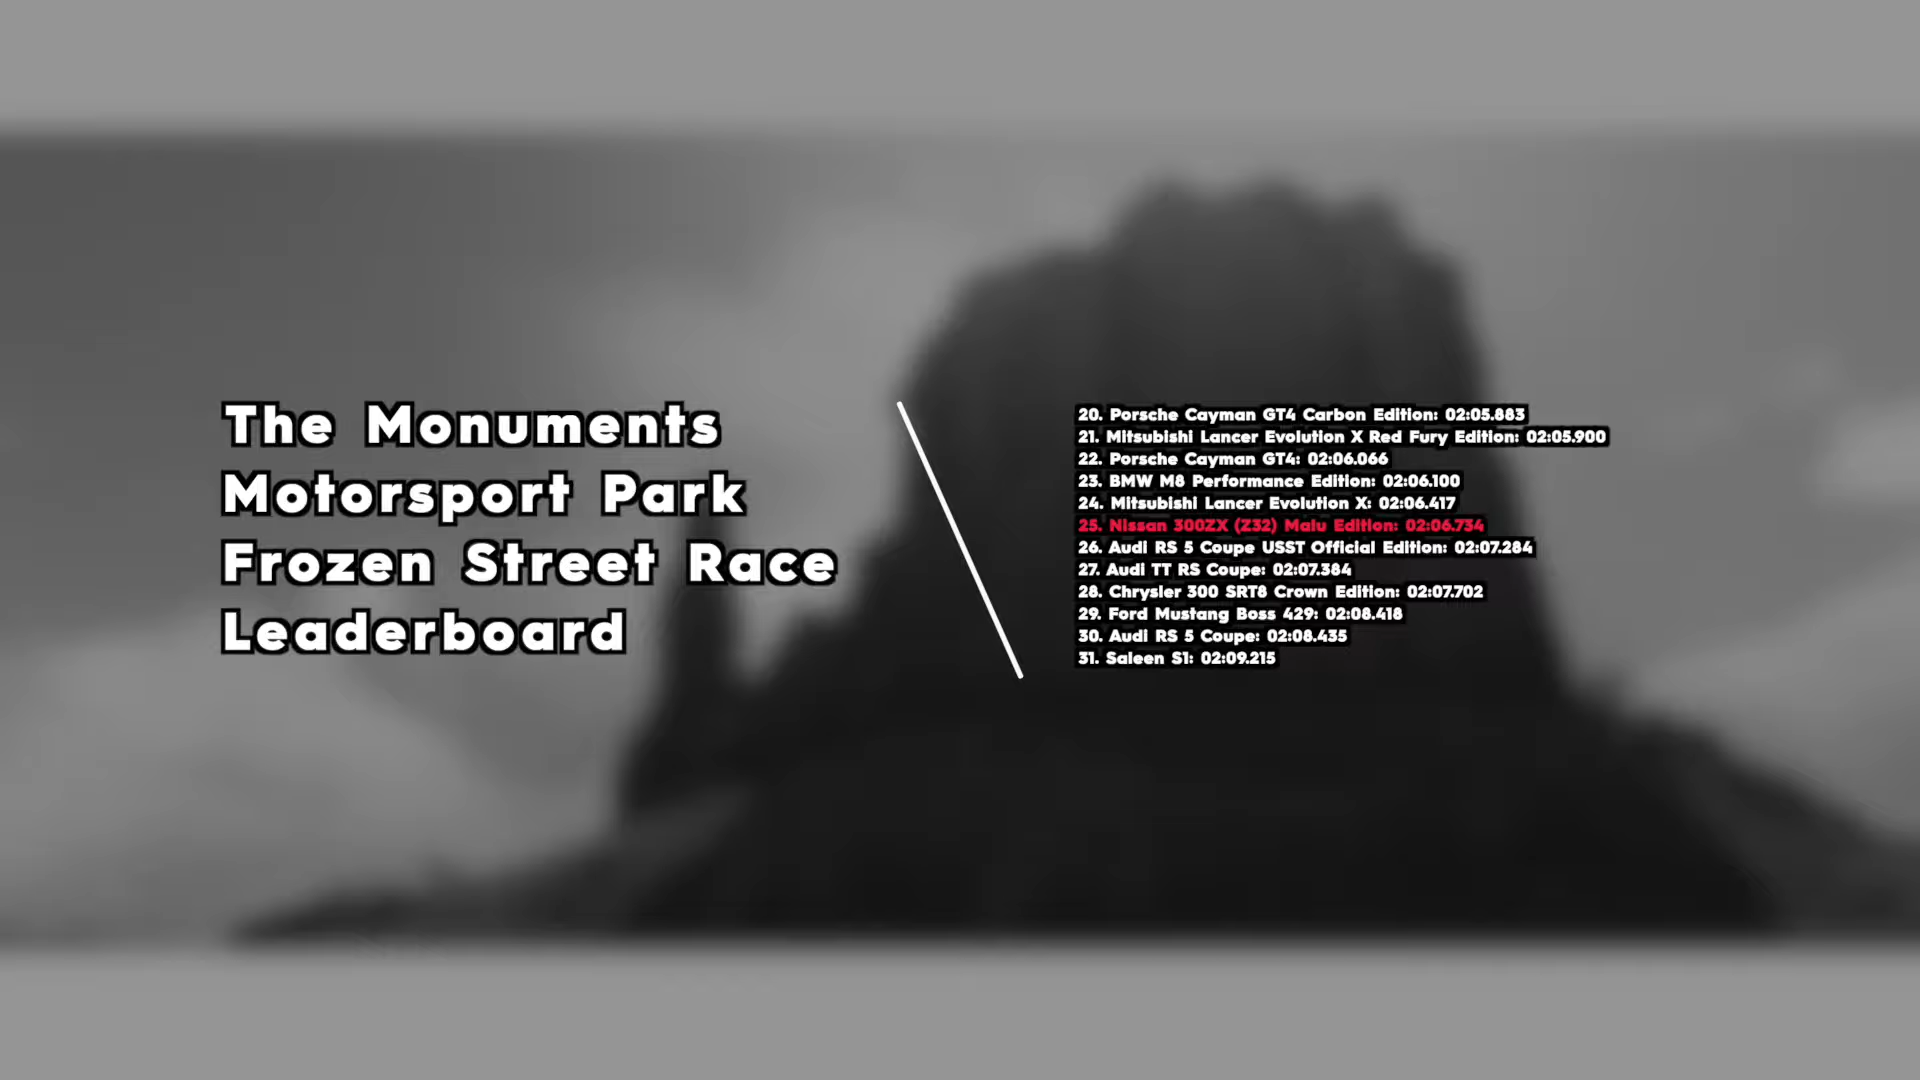 The Monuments
Motorsport Park
Frozen Street Race
Leaderboard
20. Porsche Cayman GT4 Carbon Edition: 02:05.883
21. Mitsubishi Lancer Evolution X Red Fury Edition: 02:05.900
22. Porsche Cayman GT4: 02:06.066
23. BMW M8 Performance Edition: 02:06.100
24. Mitsubishi Lancer Evolution X: 02:06.417
25. Nissan 300ZX (Z32) Malu Edition: 02:06.734
26. Audi RS 5 Coupe USST Official Edition: 02:07.284
27. Audi TT RS Coupe: 02:07.384
28. Chrysler 300 SRT8 Crown Edition: 02:07.702
29. Ford Mustang Boss 429: 02:08.418
30. Audi RS 5 Coupe: 02:08.435
31. Saleen S1: 02:09.215